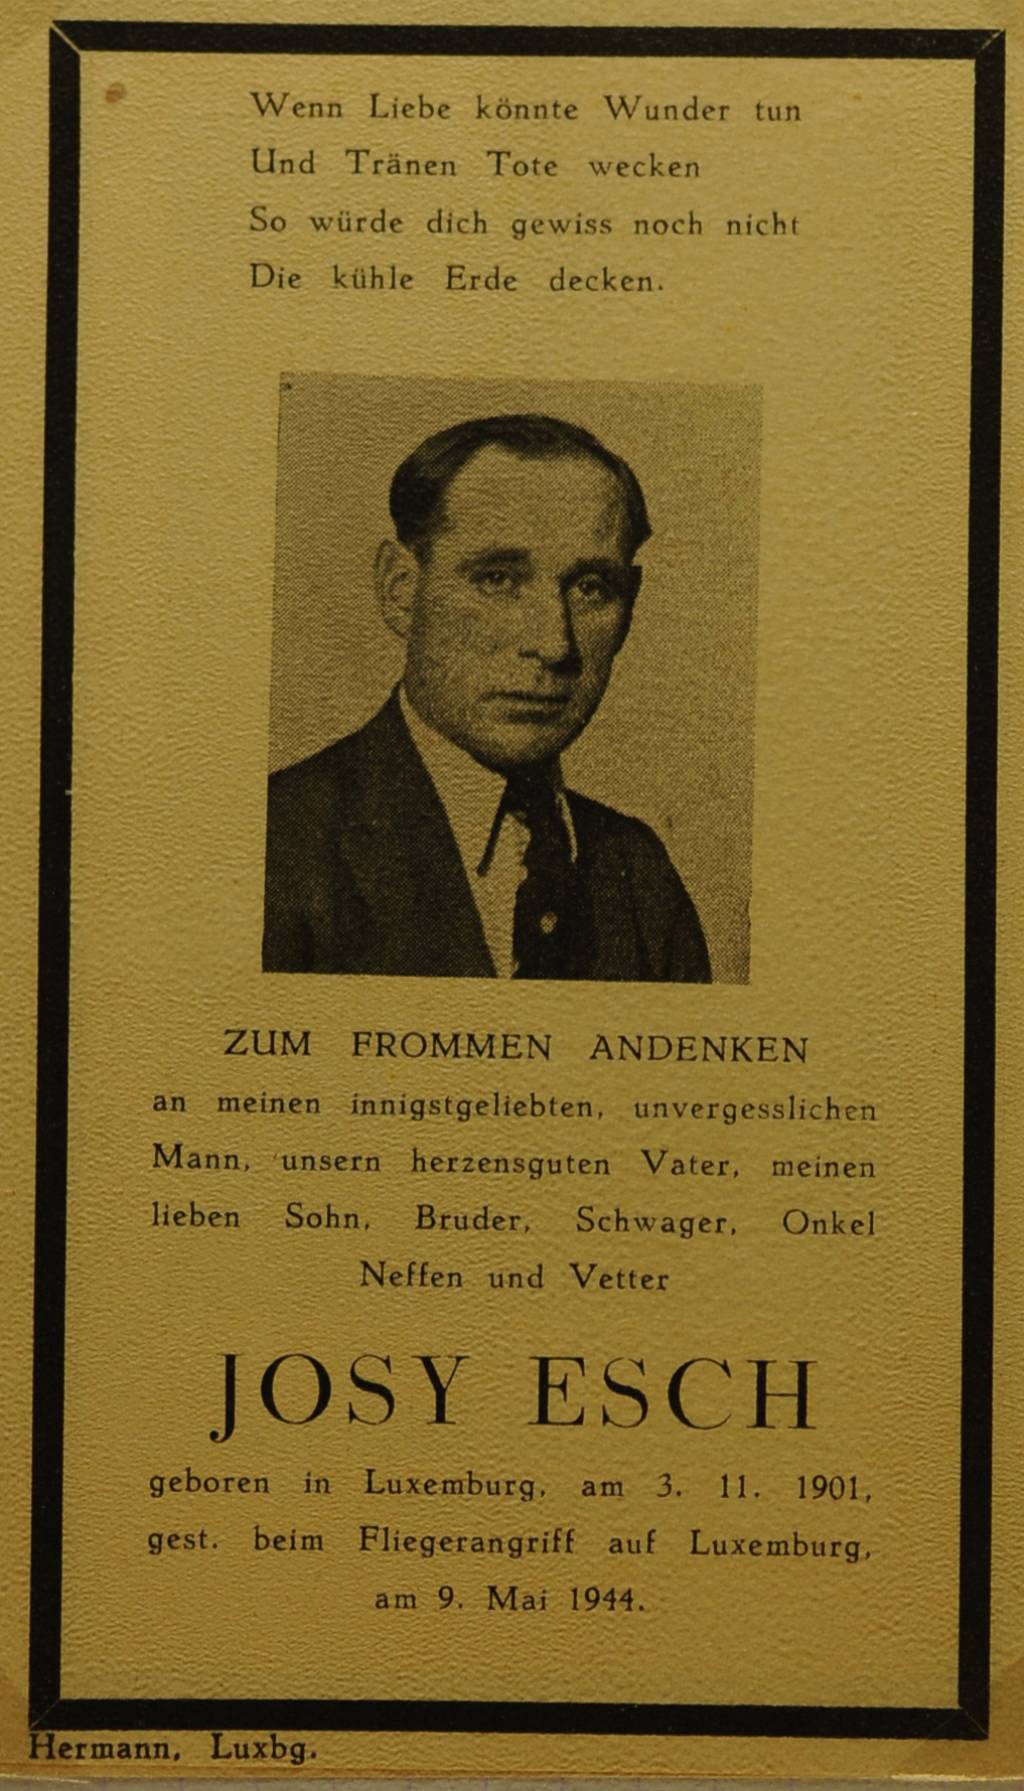 Wenn Liebe könnte Wunder tun
Und Tränen Tote wecken
So würde dich gewiss noch nicht
Die kühle Erde decken.
ZUM FROMMEN ANDENKEN
an meinen innigstgeliebten, unvergesslichen
Mann, unsern herzensguten Vater, meinen
lieben Sohn, Bruder, Schwager, Onkel
Neffen und Vetter
JOSY ESCH
geboren in Luxemburg, am 3. 11. 1901,
gest. beim Fliegerangriff auf Luxemburg,
am 9. Mai 1944.
Hermann, Luxbg.